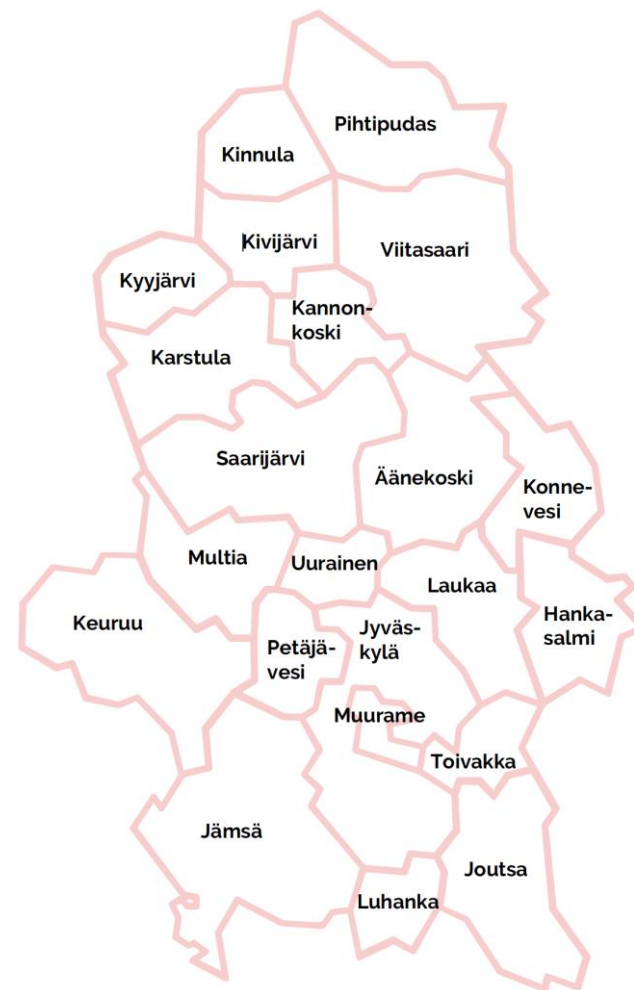 Pihtipudas
Kinnula
Kivijärvi
Viitasaari
Kyyjärvi
Kannon-
koski
Karstula
Saarijärvi
Äänekoski
Konne-
vesi
Multia
Uurainen
Laukaa
Keuruu
Hanka-
salmi
Petäjä-
vesi
Jyväs-
kylä
Muurame
Toivakka
Jämsä
Joutsa
Luhanka